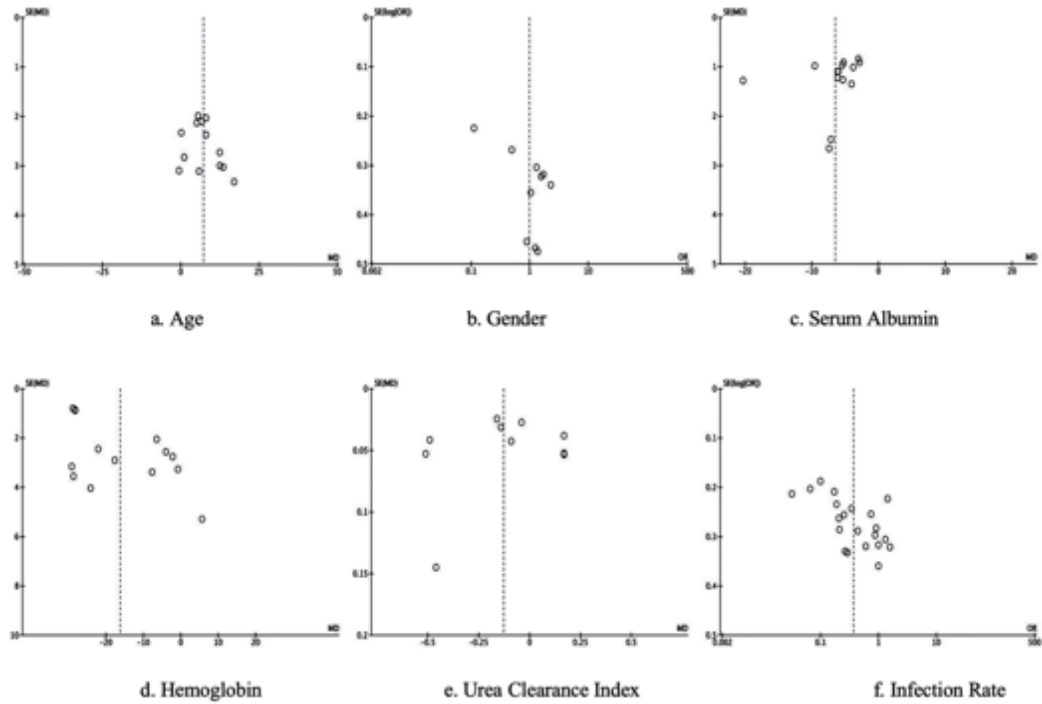 SE(MD) SE(log[OR]) SE(MD)
0 0 0
1 0.1 1
2 0.2 2
3 0.3 3
4 0.4 4
5 0.5 5
MD OR MD
-50 -25 0 25 50 0.002 0.1 1 10 500 -20 -10 0 10 20
a. Age b. Gender c. Serum Albumin
SE(MD) SE(MD) SE(log[OR])
0 0 0
2 0.05 0.1
4 0.1 0.2
6 0.15 0.3
8 0.2 0.4
10 0.5
MD MD OR
-20 -10 0 10 20 -0.5 -0.25 0 0.25 0.002 0.1 1 10 500
d. Hemoglobin e. Urea Clearance Index f. Infection Rate